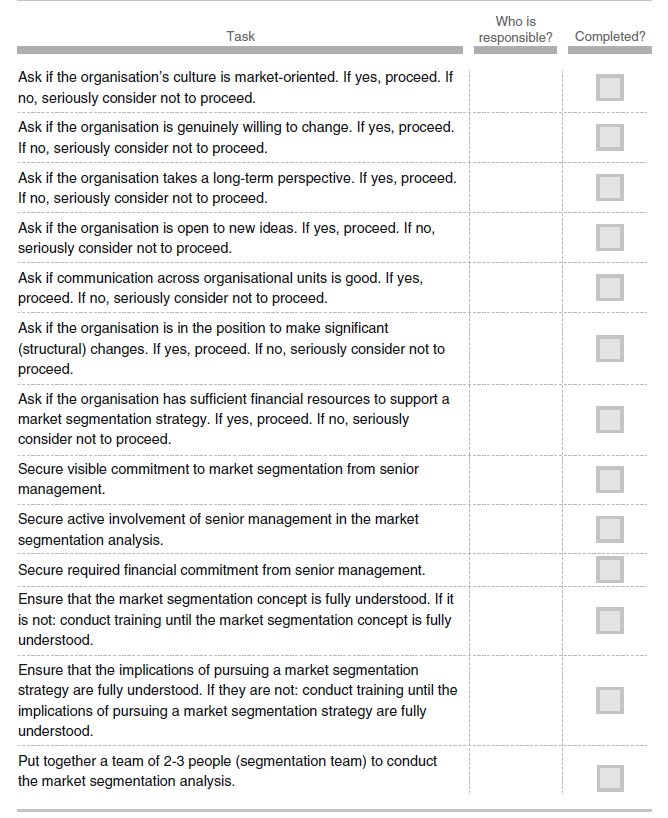 Who is
Task responsible? Completed?
Ask if the organisation's culture is market-oriented. If yes, proceed. If
no, seriously consider not to proceed.
Ask if the organisation is genuinely willing to change. If yes, proceed.
If no, seriously consider not to proceed.
Ask if the organisation takes a long-term perspective. If yes, proceed.
If no, seriously consider not to proceed.
Ask if the organisation is open to new ideas. If yes, proceed. If no,
seriously consider not to proceed.
Ask if communication across organisational units is good. If yes,
proceed. If no, seriously consider not to proceed.
Ask if the organisation is in the position to make significant
(structural) changes. If yes, proceed. If no, seriously consider not to
proceed.
Ask if the organisation has sufficient financial resources to support a
market segmentation strategy. If yes, proceed. If no, seriously
consider not to proceed.
Secure visible commitment to market segmentation from senior
management.
Secure active involvement of senior management in the market
segmentation analysis.
Secure required financial commitment from senior management.
Ensure that the market segmentation concept is fully understood. If it
is not: conduct training until the market segmentation concept is fully
understood.
Ensure that the implications of pursuing a market segmentation
strategy are fully understood. If they are not: conduct training until the
implications of pursuing a market segmentation strategy are fully
understood.
Put together a team of 2-3 people (segmentation team) to conduct
the market segmentation analysis.